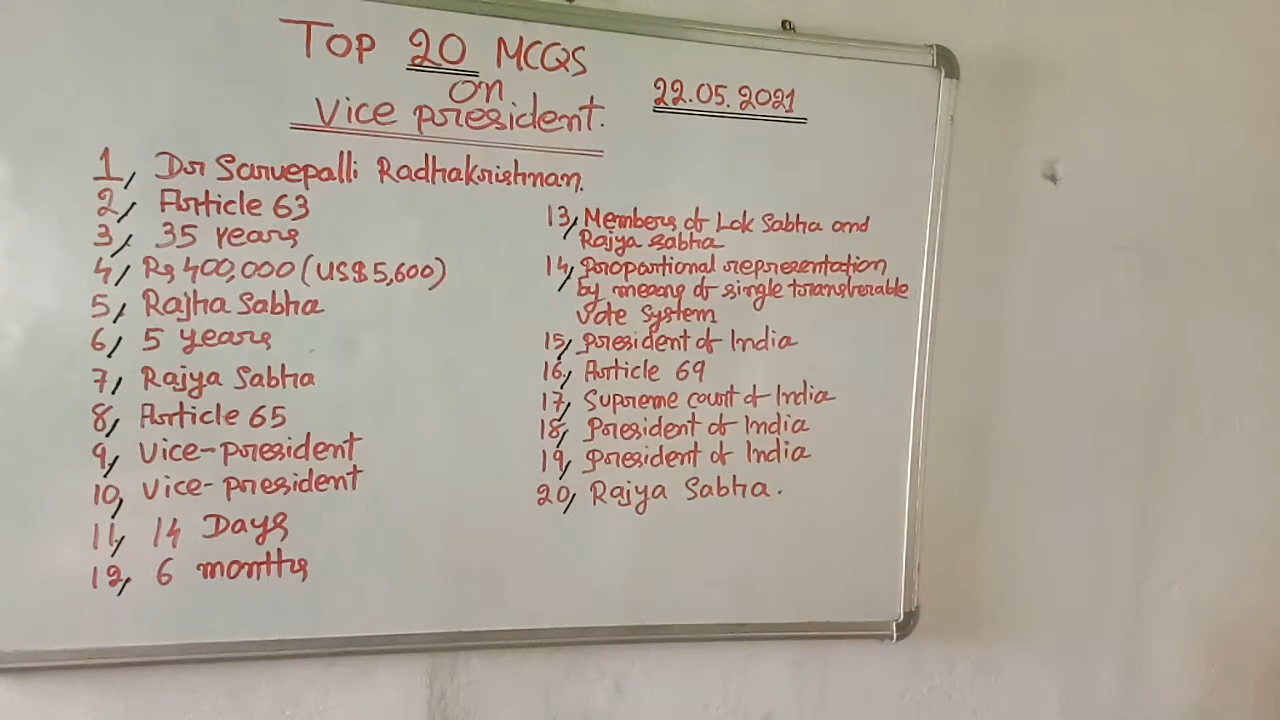 TOP 20 MCQS
on
Vice president.
22.05.2021
1, Dr Sarvepalli Radhakrishnan.
2, Article 63
3, 35 years
4, Rs 400,000 (US$5,600)
5, Rajha Sabha
6, 5 years
7, Rajya Sabha
8, Article 65
9, Vice-president
10, Vice-president
11, 14 Days
12, 6 months
13, Members of Lok Sabha and
Rajya sabha
14, propartional representation
by means of single transferable
vote system
15, president of India
16, Article 69
17, Supreme court of India
18, President of India
19, president of India
20, Rajya Sabha.